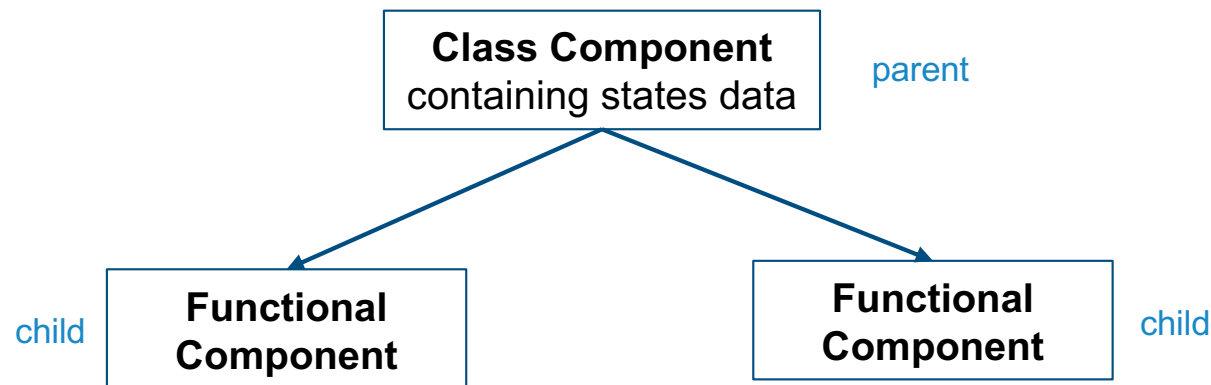 Class Component
containing states data
parent
child
Functional
Component
Functional
Component
child